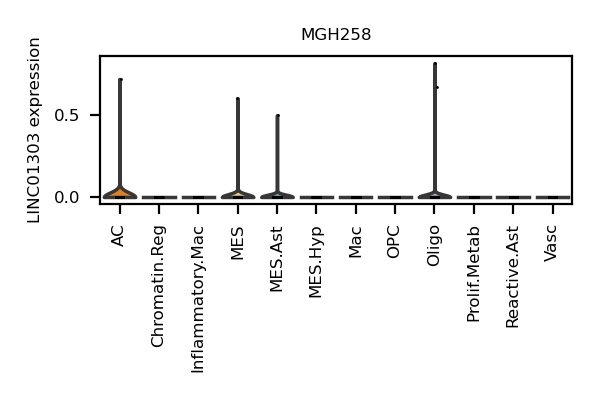 MGH258
LINC01303 expression
0.5
0.0
AC
Chromatin.Reg
Inflammatory.Mac
MES
MES.Ast
MES.Hyp
Mac
OPC
Oligo
Prolif.Metab
Reactive.Ast
Vasc